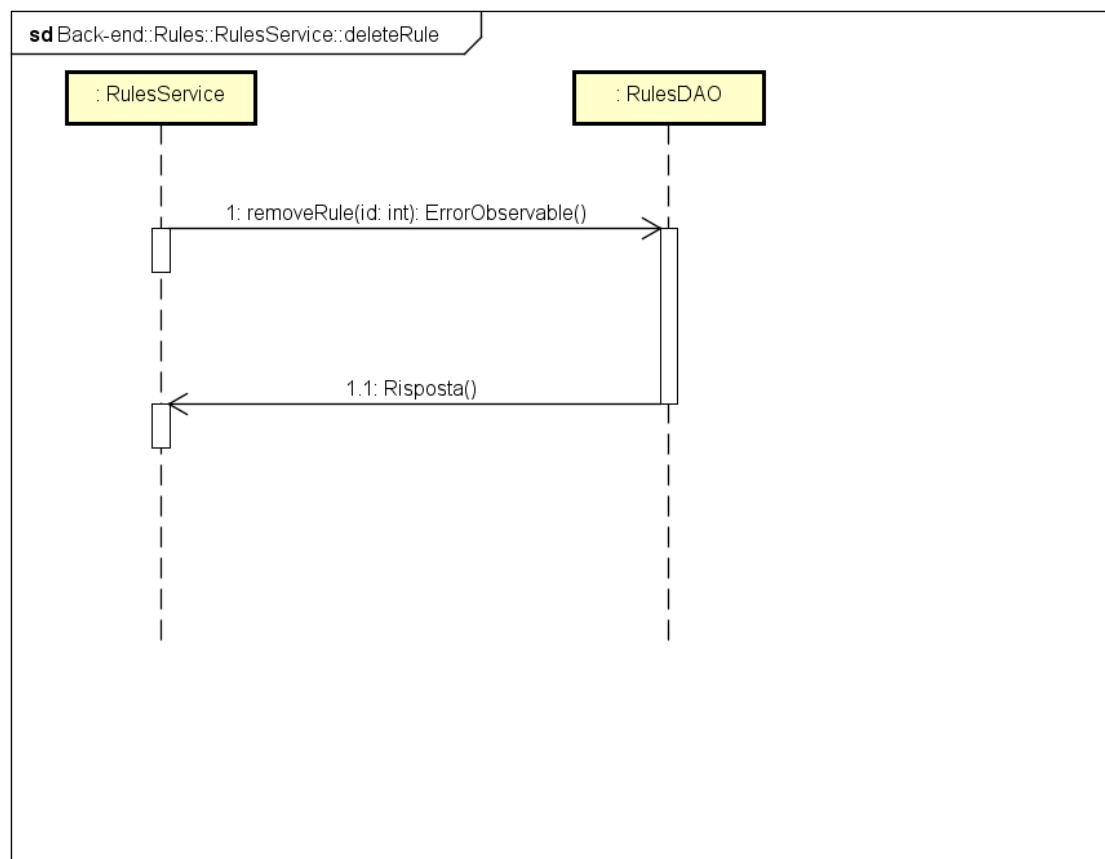 sd Back-end::Rules::RulesService::deleteRule
: RulesService
: RulesDAO
1: removeRule(id: int): ErrorObservable()
1.1: Risposta()